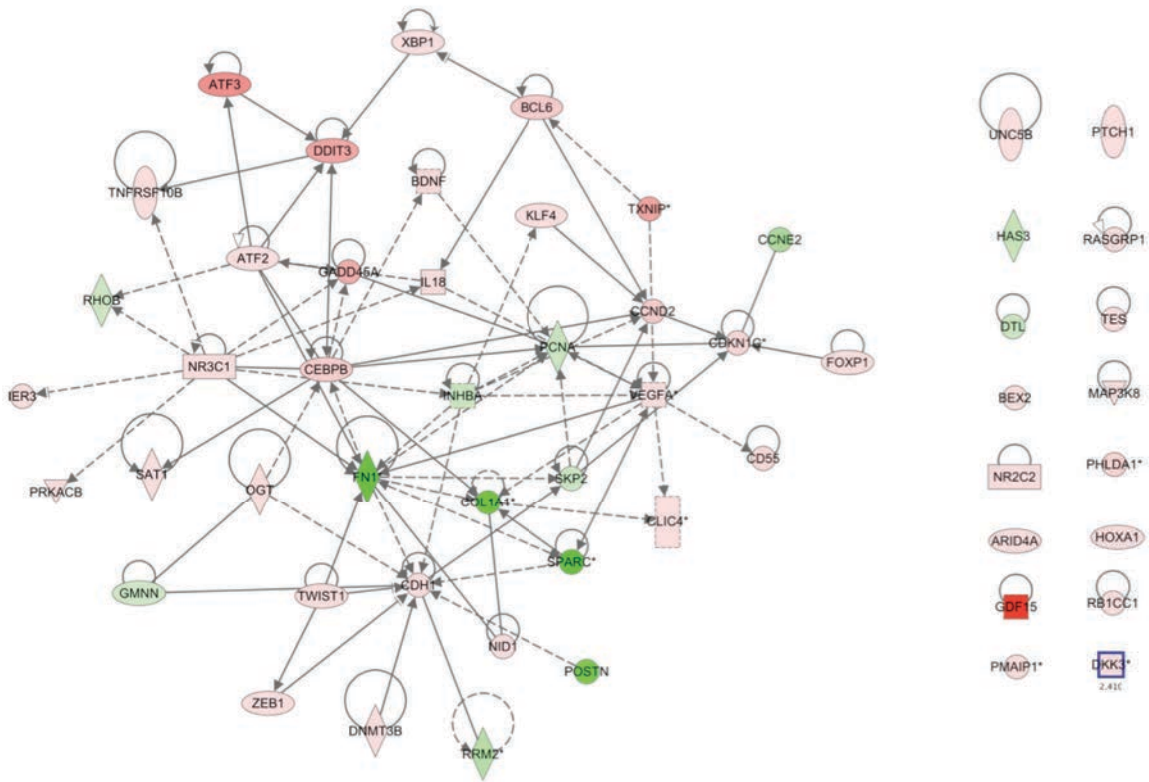 XBP1
ATF3
BCL6
DDIT3
UNC5B
PTCH1
TNFRSF10B
BDNF
TXNIP*
KLF4
CCNE2
HAS3
RASGRP1
ATF2
GADD45A
IL18
RHOB
CCND2
DTL
TES
PCNA
CDKN1C*
FOXP1
NR3C1
CEBPB
IER3
INHBA
VEGFA*
BEX2
MAP3K8
CD55
PRKACB
SAT1
OGT
FN1*
SKP2
NR2C2
PHLDA1*
COL1A1*
CLIC4*
ARID4A
HOXA1
SPARC*
GMNN
TWIST1
CDH1
GDF15
RB1CC1
NID1
POSTN
PMAIP1*
DKK3*
ZEB1
DNMT3B
RRM2*